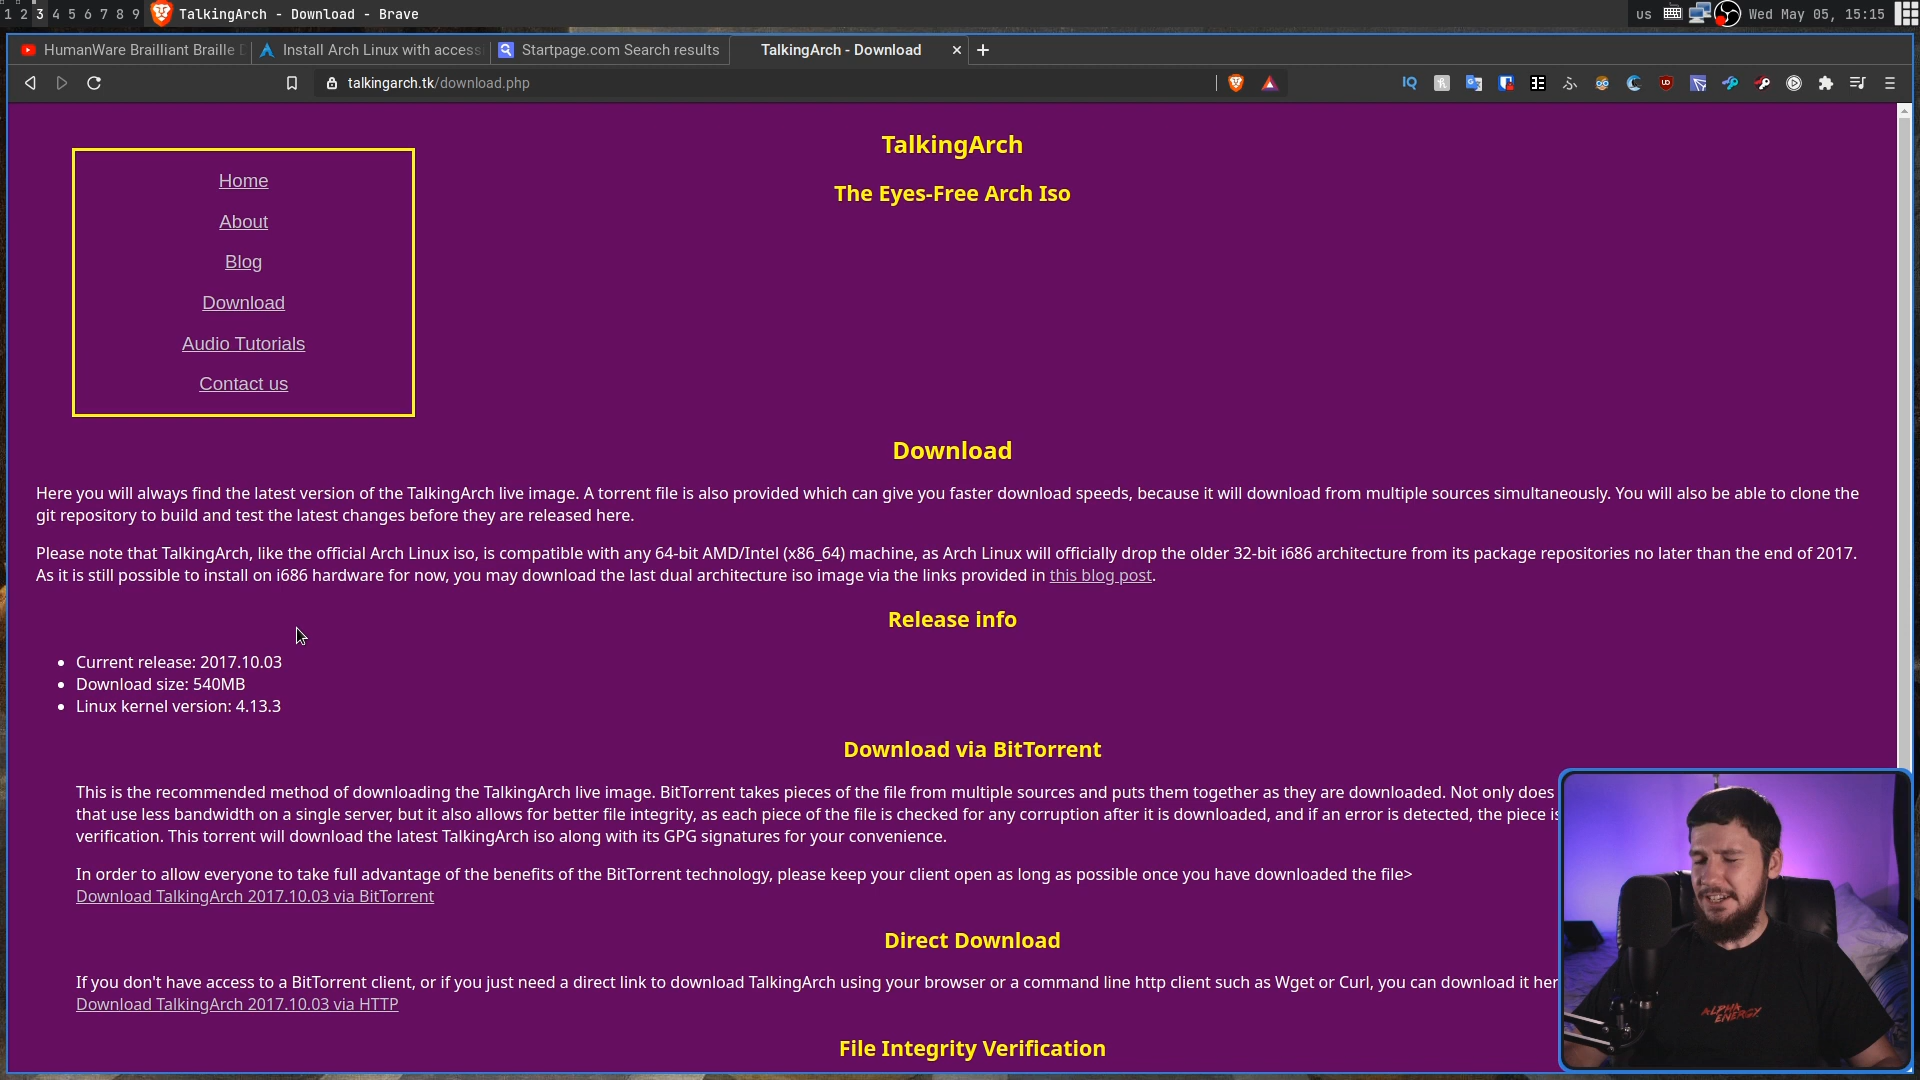 1 2 3 4 5 6 7 8 9 TalkingArch - Download - Brave
us Wed May 05, 15:15
HumanWare Brailliant Braille
Install Arch Linux with access
Startpage.com Search results
TalkingArch - Download
talkingarch.tk/download.php
TalkingArch
The Eyes-Free Arch Iso
Home
About
Blog
Download
Audio Tutorials
Contact us
Download
Here you will always find the latest version of the TalkingArch live image. A torrent file is also provided which can give you faster download speeds, because it will download from multiple sources simultaneously. You will also be able to clone the
git repository to build and test the latest changes before they are released here.
Please note that TalkingArch, like the official Arch Linux iso, is compatible with any 64-bit AMD/Intel (x86_64) machine, as Arch Linux will officially drop the older 32-bit i686 architecture from its package repositories no later than the end of 2017.
As it is still possible to install on i686 hardware for now, you may download the last dual architecture iso image via the links provided in this blog post.
Release info
• Current release: 2017.10.03
• Download size: 540MB
• Linux kernel version: 4.13.3
Download via BitTorrent
This is the recommended method of downloading the TalkingArch live image. BitTorrent takes pieces of the file from multiple sources and puts them together as they are downloaded. Not only does
that use less bandwidth on a single server, but it also allows for better file integrity, as each piece of the file is checked for any corruption after it is downloaded, and if an error is detected, the piece is
verification. This torrent will download the latest TalkingArch iso along with its GPG signatures for your convenience.
In order to allow everyone to take full advantage of the benefits of the BitTorrent technology, please keep your client open as long as possible once you have downloaded the file>
Download TalkingArch 2017.10.03 via BitTorrent
Direct Download
If you don't have access to a BitTorrent client, or if you just need a direct link to download TalkingArch using your browser or a command line http client such as Wget or Curl, you can download it her
Download TalkingArch 2017.10.03 via HTTP
File Integrity Verification
ALPHA
ENERGY